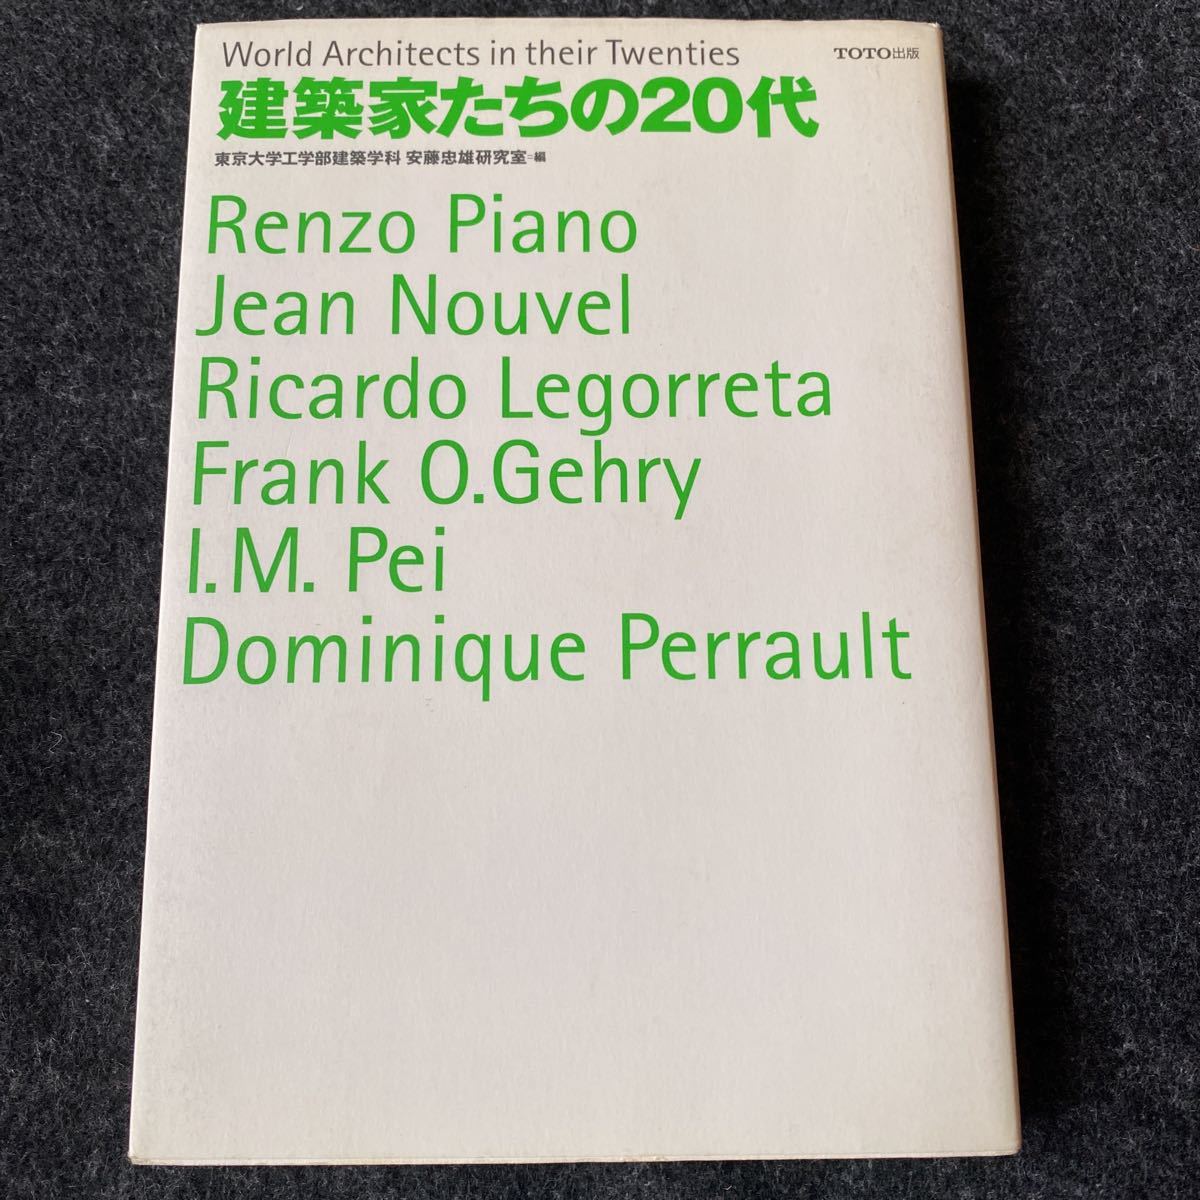 World Architects in their Twenties
TOTO出版
建築家たちの20代
東京大学工学部建築学科 安藤忠雄研究室=編
Renzo Piano
Jean Nouvel
Ricardo Legorreta
Frank O.Gehry
I.M. Pei
Dominique Perrault